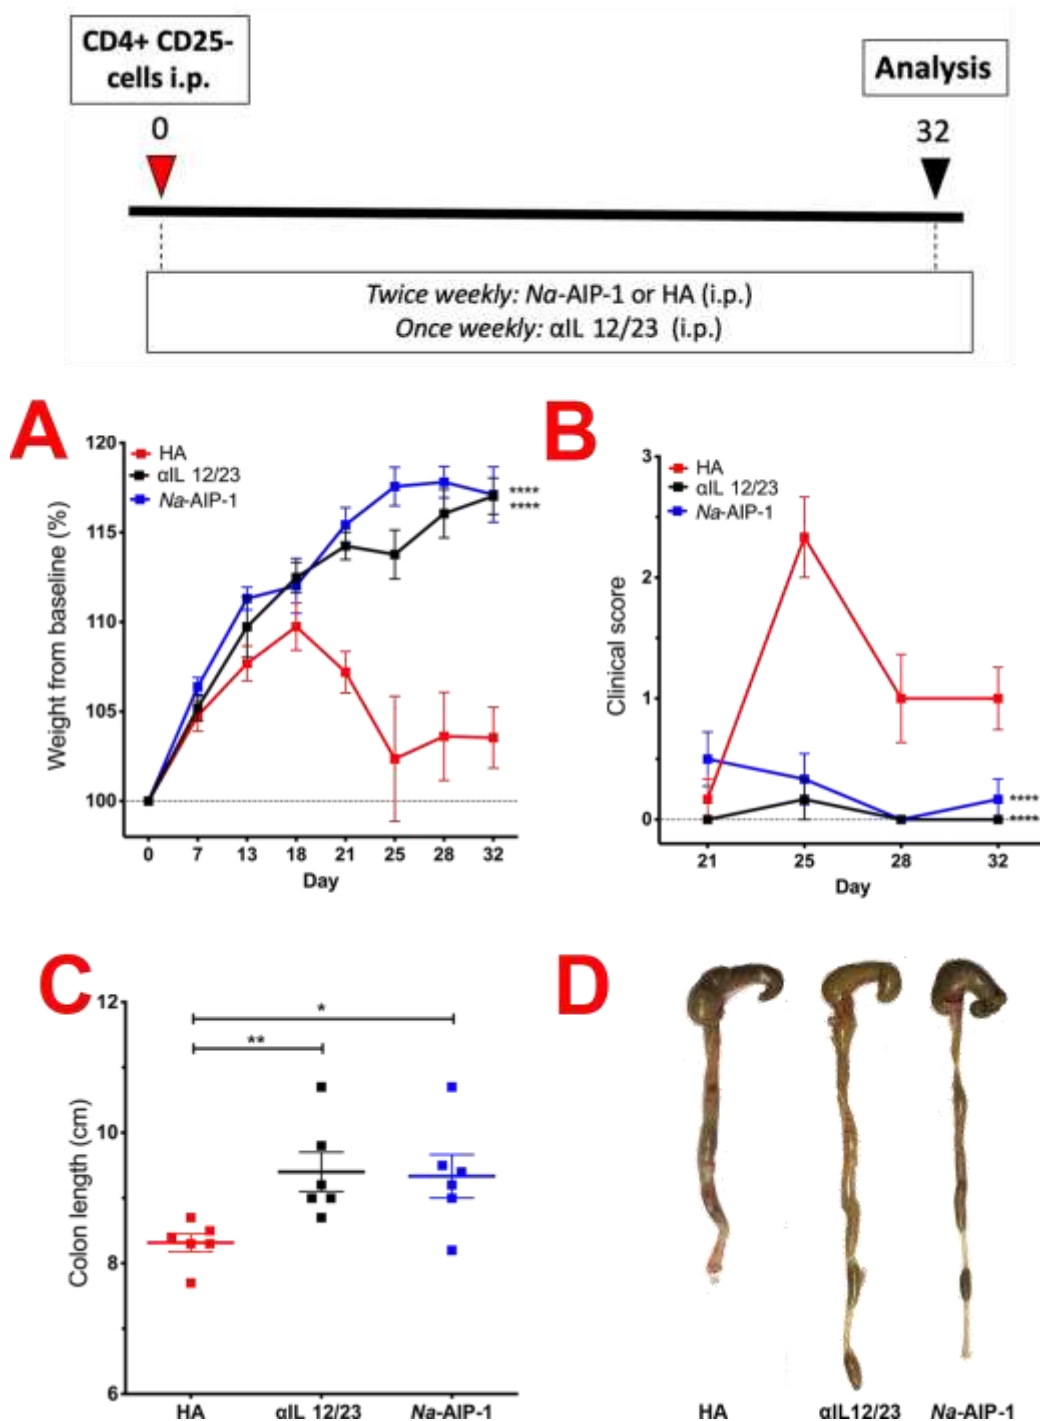 CD4+ CD25-
cells i.p.
Analysis
0
32
Twice weekly: Na-AIP-1 or HA (i.p.)
Once weekly: αIL 12/23 (i.p.)
A
HA
αIL 12/23
Na-AIP-1
120
115
110
105
100
Weight from baseline (%)
****
****
0 7 13 18 21 25 28 32
Day
B
HA
αIL 12/23
Na-AIP-1
3
2
1
0
Clinical score
****
****
21 25 28 32
Day
C
12
10
8
6
Colon length (cm)
*
**
HA αIL 12/23 Na-AIP-1
D
HA αIL12/23 Na-AIP-1